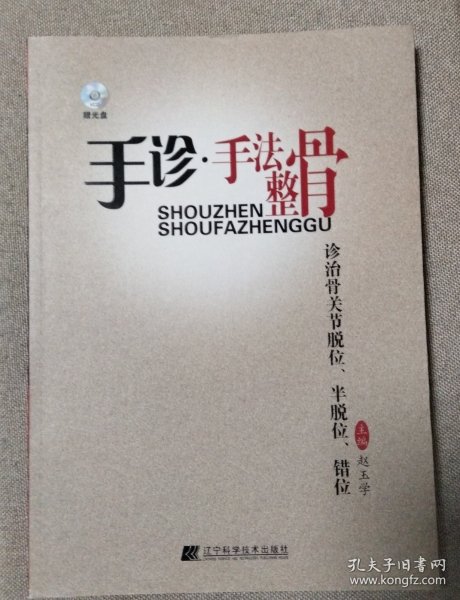 赠光盘
手诊·手法整骨
SHOUZHEN
SHOUFAZHENGGU
诊治骨关节脱位、半脱位、错位
主编 赵玉学
辽宁科学技术出版社
孔夫子旧书网
www.kongfz.com